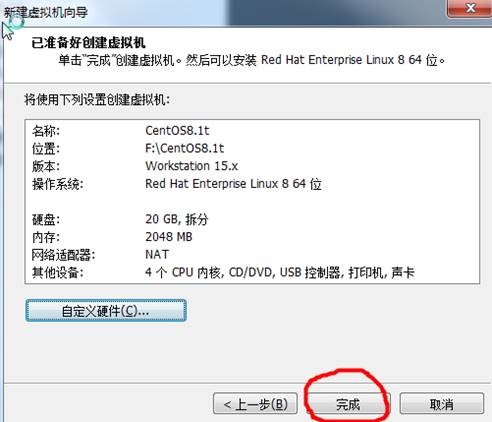 新建虚拟机向导
已准备好创建虚拟机
单击“完成”创建虚拟机。然后可以安装 Red Hat Enterprise Linux 8 64 位。
将使用下列设置创建虚拟机:
名称: CentOS8.1t
位置: F:\CentOS8.1t
版本: Workstation 15.x
操作系统: Red Hat Enterprise Linux 8 64 位
硬盘: 20 GB, 拆分
内存: 2048 MB
网络适配器: NAT
其他设备: 4 个 CPU 内核, CD/DVD, USB 控制器, 打印机, 声卡
自定义硬件(C)...
< 上一步(B) 完成 取消